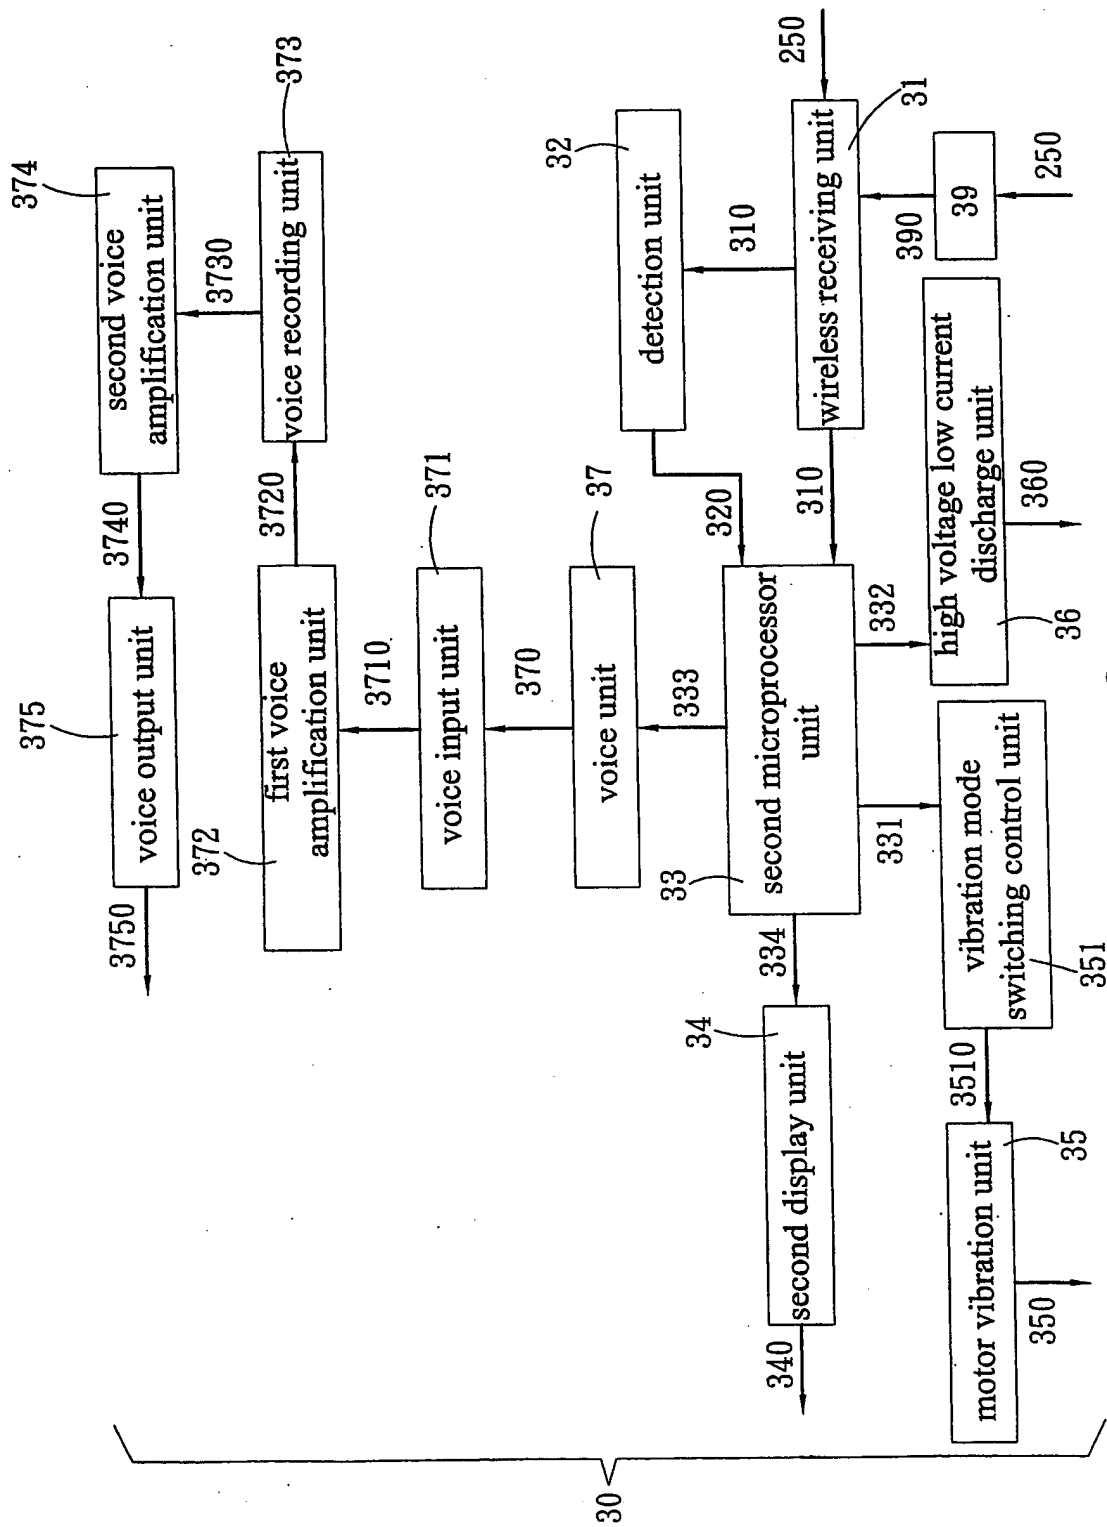 374
second voice
amplification unit
3740
375
voice output unit
3750
373
voice recording unit
3730
3720
372
first voice
amplification unit
3710
371
voice input unit
370
37
voice unit
333
32
detection unit
310
320
250
31
wireless receiving unit
310
390
39
250
33
second microprocessor
unit
334
34
second display unit
340
332
high voltage low current
discharge unit
36
360
331
vibration mode
switching control unit
351
3510
motor vibration unit
35
350
30